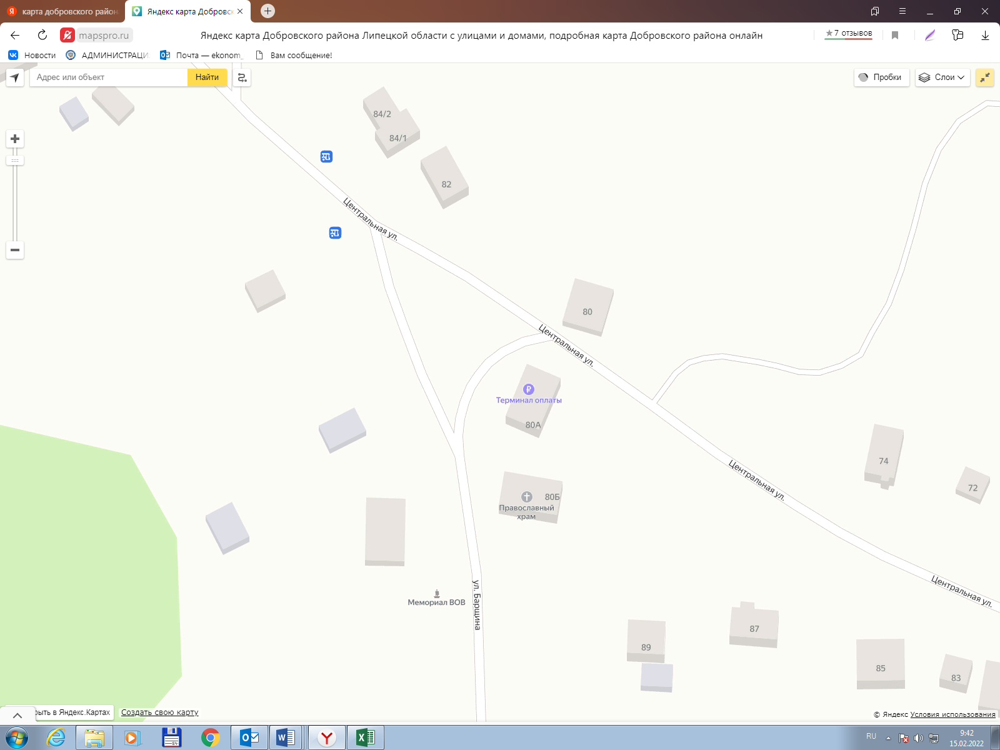 карта добровского район
Яндекс карта Добровск
mapspro.ru
Яндекс карта Добровского района Липецкой области с улицами и домами, подробная карта Добровского района онлайн
★7 отзывов
Новости
АДМИНИСТРАЦИ
Почта — ekonom_
Вам сообщение!
Адрес или объект
Найти
Пробки
Слои
84/2
84/1
82
Центральная ул.
80
Центральная ул.
Терминал оплаты
80А
74
Центральная ул.
72
80Б
Православный
храм
Центральная ул.
Мемориал ВОВ
ул. Барщина
87
89
85
83
рыть в Яндекс.Картах
Создать свою карту
© Яндекс Условия использования
RU
9:42
15.02.2022